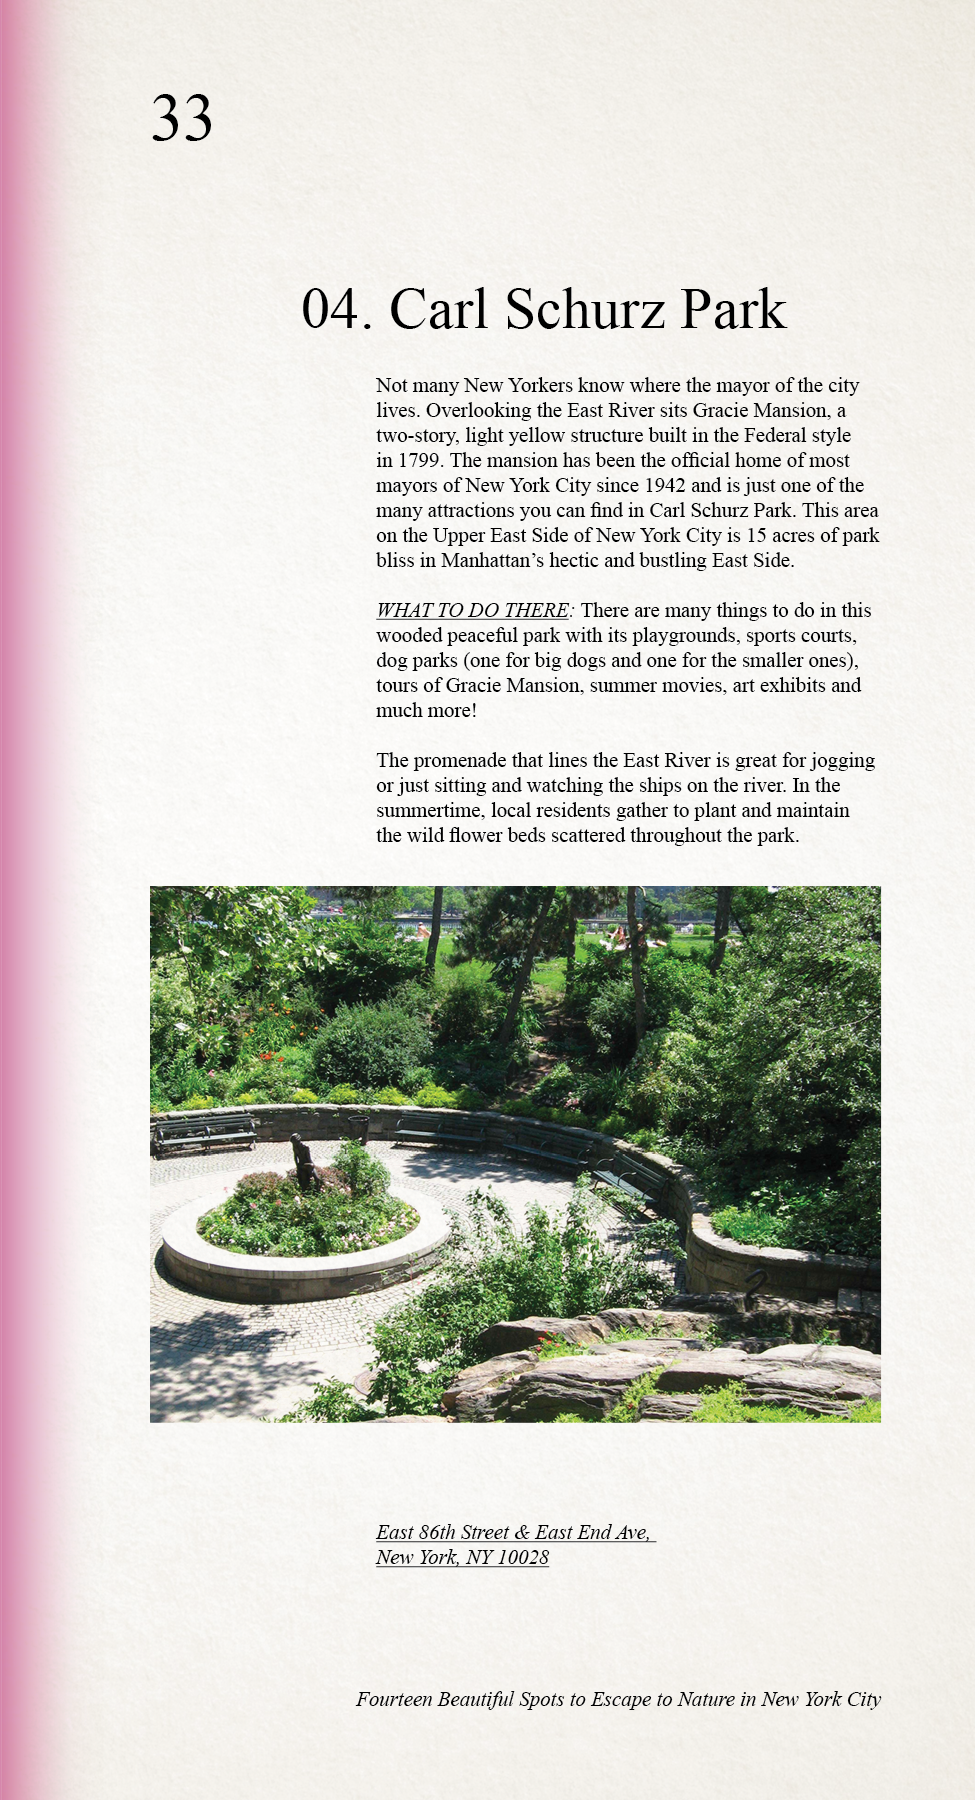 33
04. Carl Schurz Park
Not many New Yorkers know where the mayor of the city
lives. Overlooking the East River sits Gracie Mansion, a
two-story, light yellow structure built in the Federal style
in 1799. The mansion has been the official home of most
mayors of New York City since 1942 and is just one of the
many attractions you can find in Carl Schurz Park. This area
on the Upper East Side of New York City is 15 acres of park
bliss in Manhattan’s hectic and bustling East Side.
WHAT TO DO THERE: There are many things to do in this
wooded peaceful park with its playgrounds, sports courts,
dog parks (one for big dogs and one for the smaller ones),
tours of Gracie Mansion, summer movies, art exhibits and
much more!
The promenade that lines the East River is great for jogging
or just sitting and watching the ships on the river. In the
summertime, local residents gather to plant and maintain
the wild flower beds scattered throughout the park.
East 86th Street & East End Ave,
New York, NY 10028
Fourteen Beautiful Spots to Escape to Nature in New York City